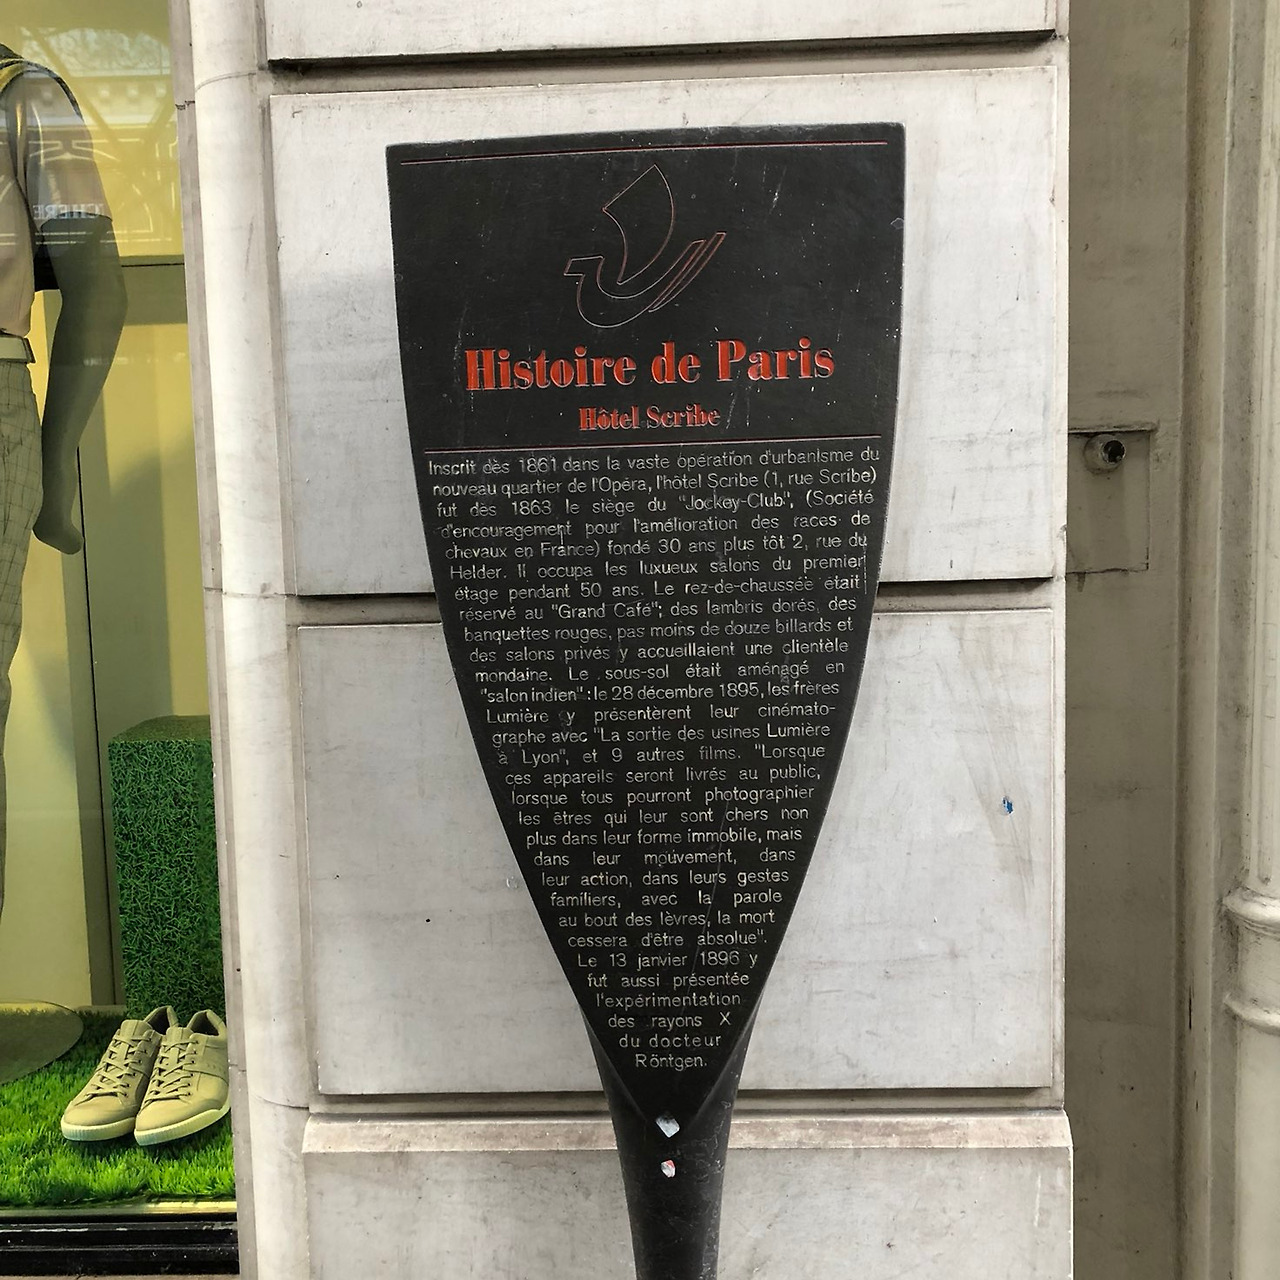 Histoire de Paris
Hôtel Scribe
Inscrit dès 1861 dans la vaste opération d'urbanisme du
nouveau quartier de l'Opéra, l'hôtel Scribe (1, rue Scribe)
fut dès 1863 le siège du "Jockey-Club", (Société
d'encouragement pour l'amélioration des races de
chevaux en France) fondé 30 ans plus tôt 2, rue du
Helder. Il occupa les luxueux salons du premier
étage pendant 50 ans. Le rez-de-chaussée était
réservé au "Grand Café"; des lambris dorés, des
banquettes rouges, pas moins de douze billards et
des salons privés y accueillaient une clientèle
mondaine. Le sous-sol était aménagé en
"salon indien" : le 28 décembre 1895, les frères
Lumière y présentèrent leur cinémato-
graphe avec "La sortie des usines Lumière
à Lyon", et 9 autres films. "Lorsque
ces appareils seront livrés au public,
lorsque tous pourront photographier
les êtres qui leur sont chers non
plus dans leur forme immobile, mais
dans leur mouvement, dans
leur action, dans leurs gestes
familiers, avec la parole
au bout des lèvres, la mort
cessera d'être absolue".
Le 13 janvier 1896 y
fut aussi présentée
l'expérimentation
des rayons X
du docteur
Röntgen.